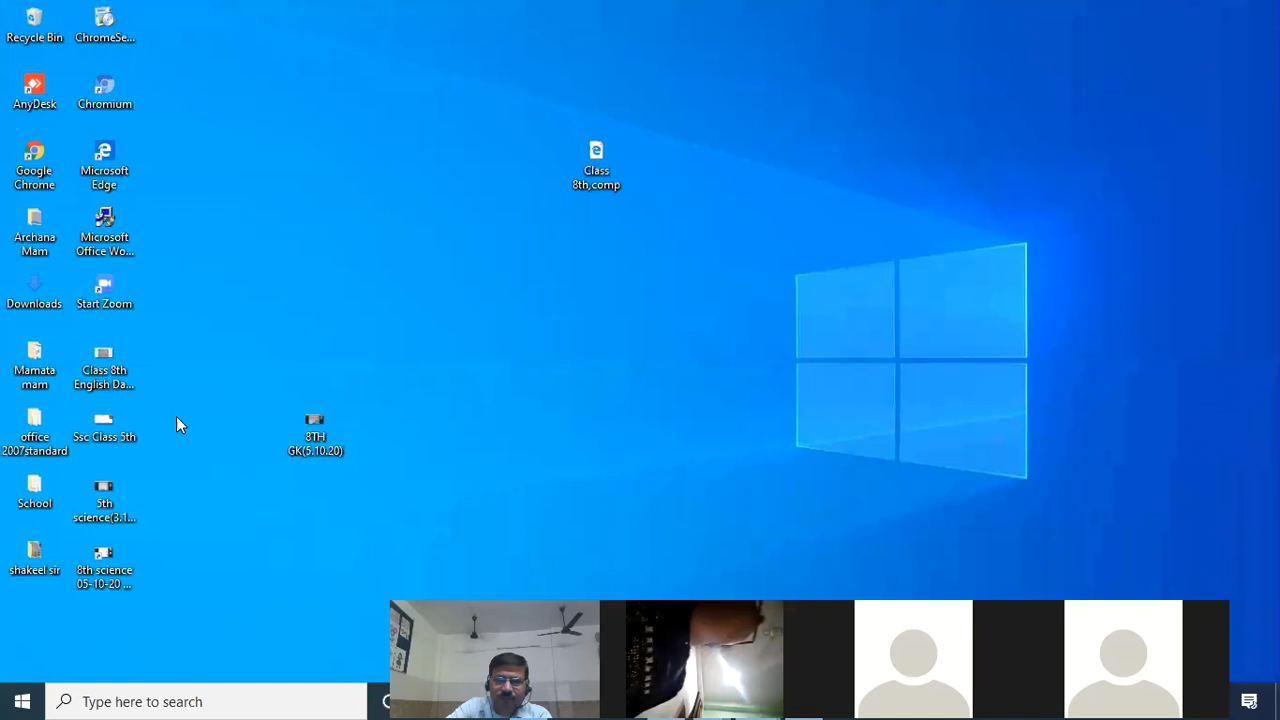 Recycle Bin
ChromeSe...
AnyDesk
Chromium
Google
Chrome
Microsoft
Edge
Class
8th,comp
Archana
Mam
Microsoft
Office Wo...
Downloads
Start Zoom
Mamata
mam
Class 8th
English Da...
office
2007standard
Ssc Class 5th
8TH
GK(5.10.20)
School
5th
science(3.1...
shakeel sir
8th science
05-10-20 ...
Type here to search